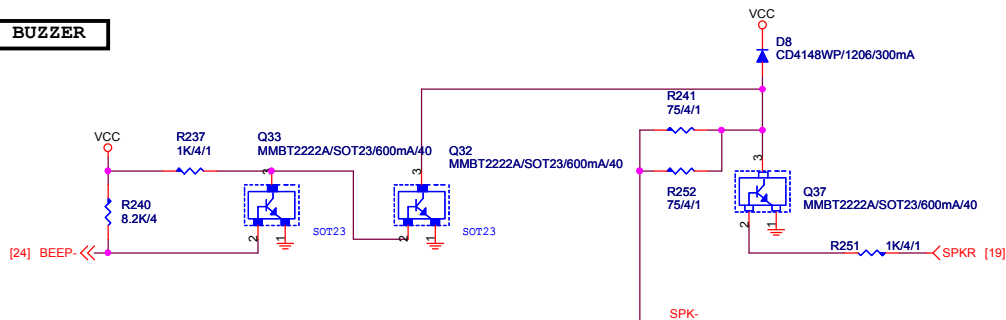 BUZZER
VCC
D8
CD4148WP/1206/300mA
R241
75/4/1
VCC
R237
1K/4/1
Q33
MMBT2222A/SOT23/600mA/40
Q32
MMBT2222A/SOT23/600mA/40
3
3
3
R240
8.2K/4
R252
75/4/1
Q37
MMBT2222A/SOT23/600mA/40
2
1
SOT23
2
1
SOT23
2
1
[24] BEEP-
R251
1K/4/1
SPKR [19]
SPK-